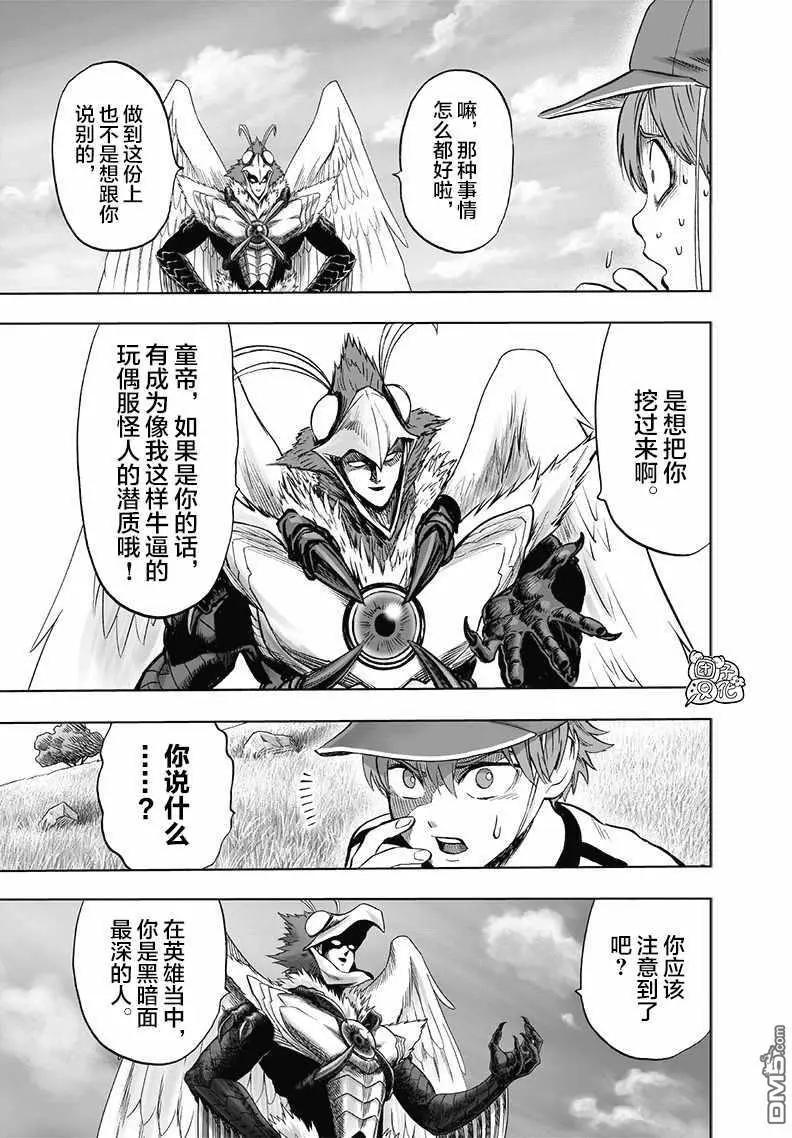 嘛，那种事情
怎么都好啦，
做到这份上
也不是想跟你
说别的，
是想把你
挖过来啊。
童帝，如果是你的话，
有成为像我这样牛逼的
玩偶服怪人的潜质哦！
你说什么
……？
你应该
注意到了
吧？
在英雄当中，
你是黑暗面
最深的人。
DM5.com